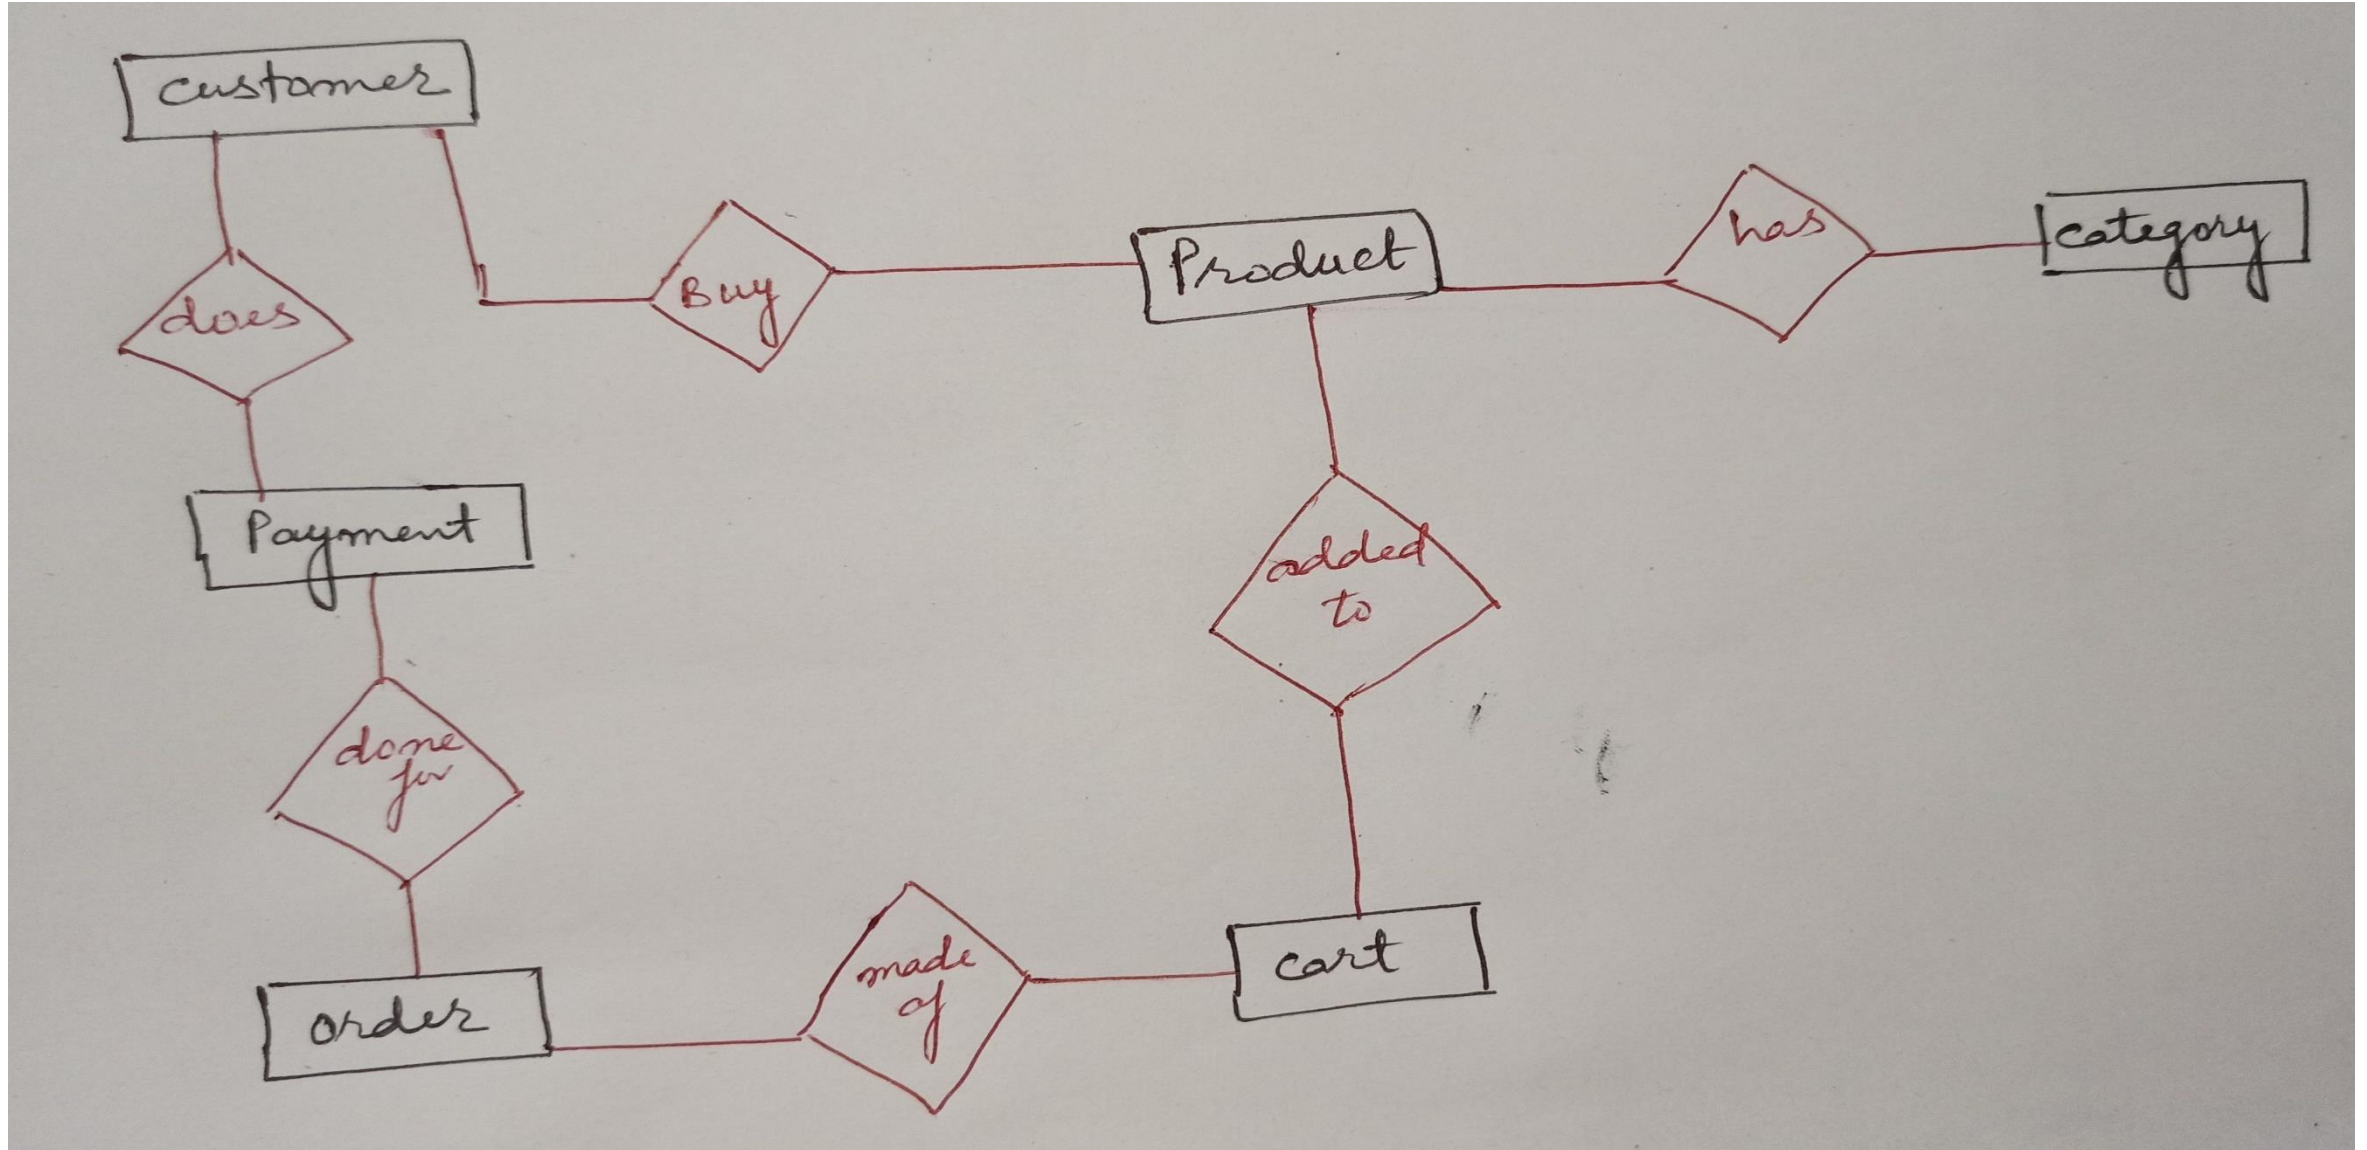 customer
does
Buy
Product
has
category
Payment
added
to
done
for
made
of
cart
order